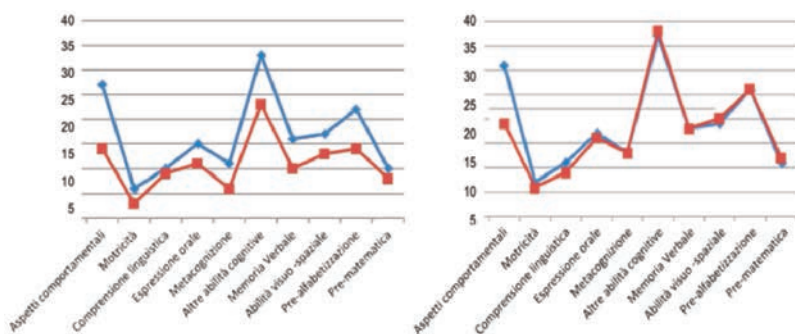 40
35
30
25
20
15
10
5
Aspetti comportamentali
Motricità
Comprensione linguistica
Espressione orale
Metacognizione
Altre abilità cognitive
Memoria Verbale
Abilità visuo -spaziale
Pre-alfabetizzazione
Pre-matematica
40
35
30
25
20
15
10
5
Aspetti comportamentali
Motricità
Comprensione linguistica
Espressione orale
Metacognizione
Altre abilità cognitive
Memoria Verbale
Abilità visuo -spaziale
Pre-alfabetizzazione
Pre-matematica